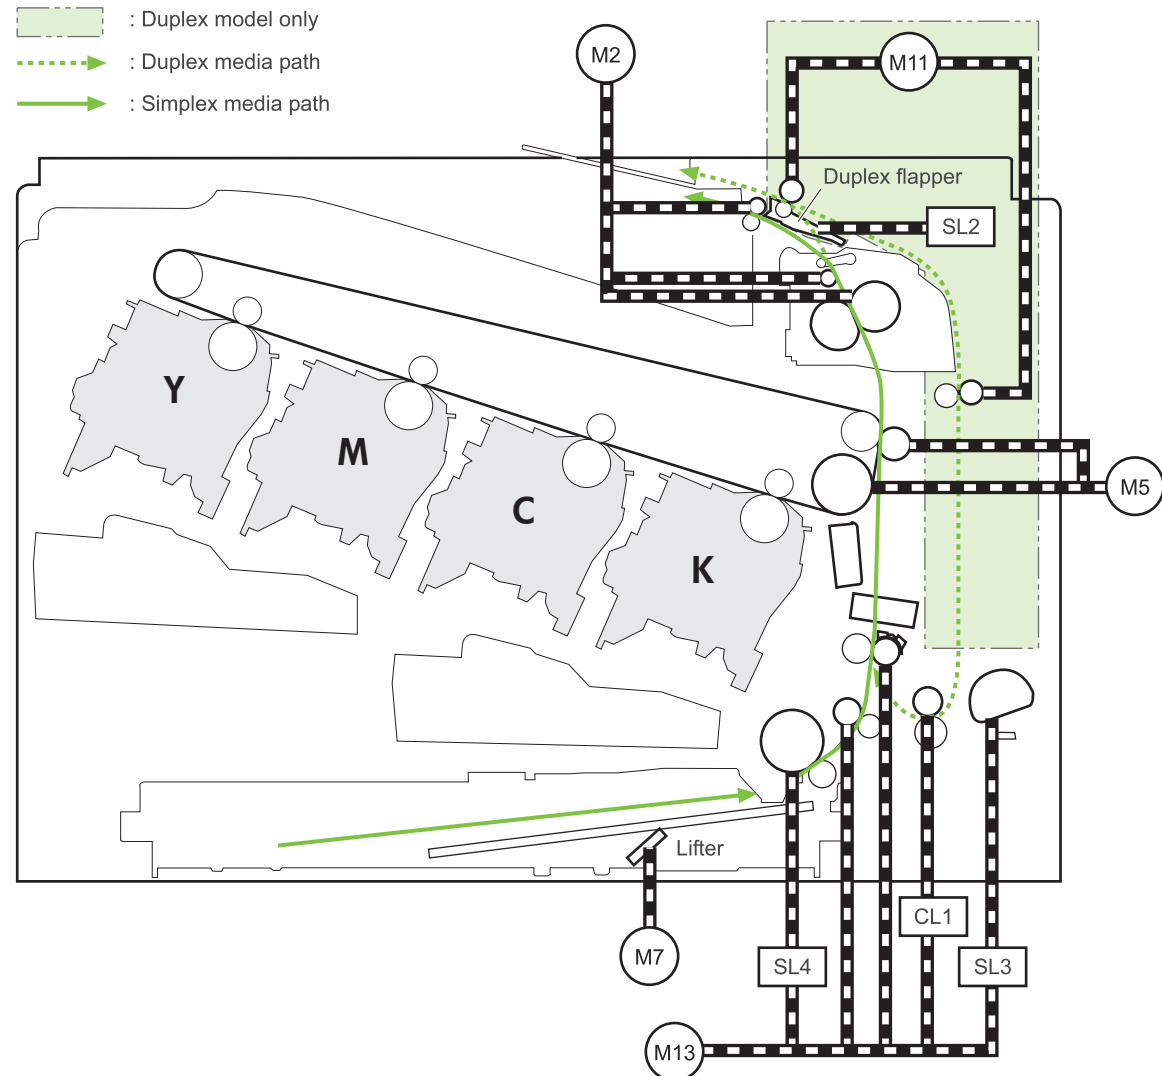 : Duplex model only
: Duplex media path
: Simplex media path
M2
M11
Duplex flapper
SL2
Y
M
C
K
M5
Lifter
CL1
M7
SL4
SL3
M13